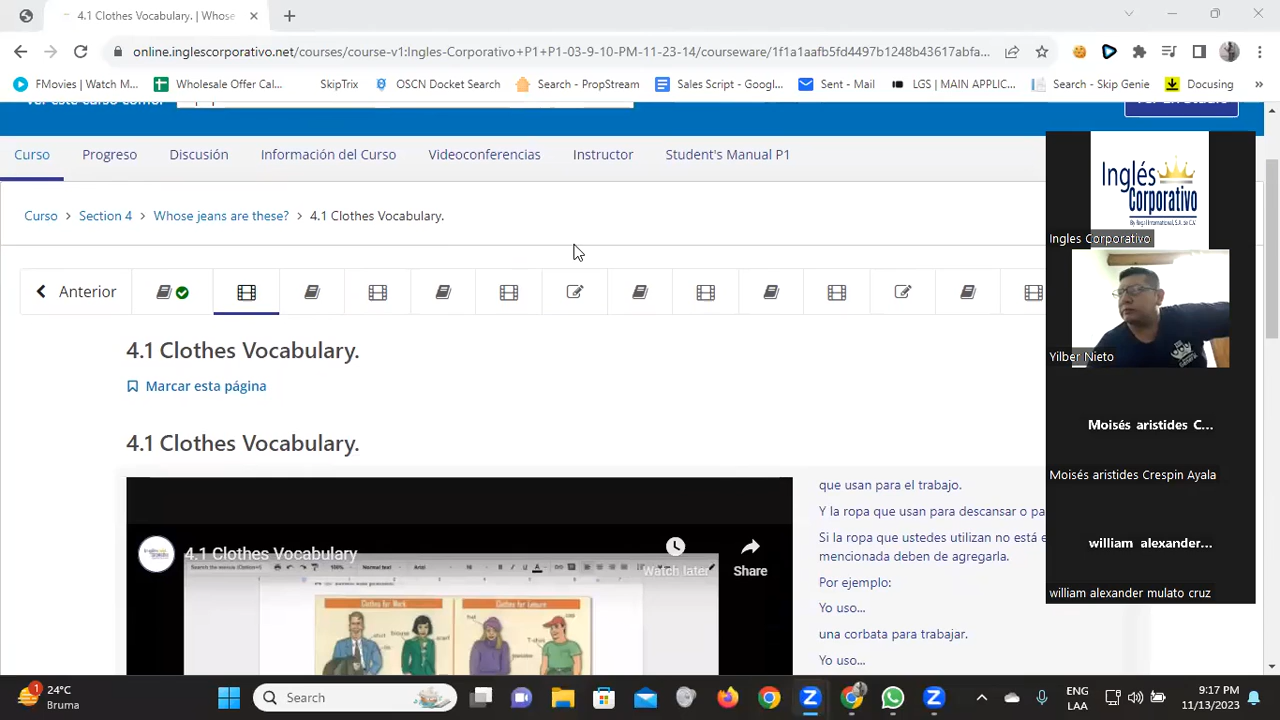 4.1 Clothes Vocabulary. | Whose
online.inglescorporativo.net/courses/course-v1:Ingles-Corporativo+P1+P1-03-9-10-PM-11-23-14/courseware/1f1a1aafb5fd4497b1248b43617abfa...
FMovies | Watch M...
Wholesale Offer Cal...
SkipTrix
OSCN Docket Search
Search - PropStream
Sales Script - Googl...
Sent - Mail
LGS | MAIN APPLIC...
Search - Skip Genie
Docusing
Ver este curso como:
Curso
Progreso
Discusión
Información del Curso
Videoconferencias
Instructor
Student's Manual P1
Curso > Section 4 > Whose jeans are these? > 4.1 Clothes Vocabulary.
Anterior
4.1 Clothes Vocabulary.
Marcar esta página
4.1 Clothes Vocabulary.
4.1 Clothes Vocabulary
Watch later
Share
Normal text
Arial
Clothes for Work
Clothes for Leisure
que usan para el trabajo.
Y la ropa que usan para descansar o pa
Si la ropa que ustedes utilizan no está e
mencionada deben de agregarla.
Por ejemplo:
Yo uso...
una corbata para trabajar.
Yo uso...
Inglés
Corporativo
Ingles Corporativo
Yilber Nieto
Moisés aristides C...
Moisés aristides Crespin Ayala
william alexander...
william alexander mulato cruz
1
24°C
Bruma
Search
ENG
LAA
9:17 PM
11/13/2023